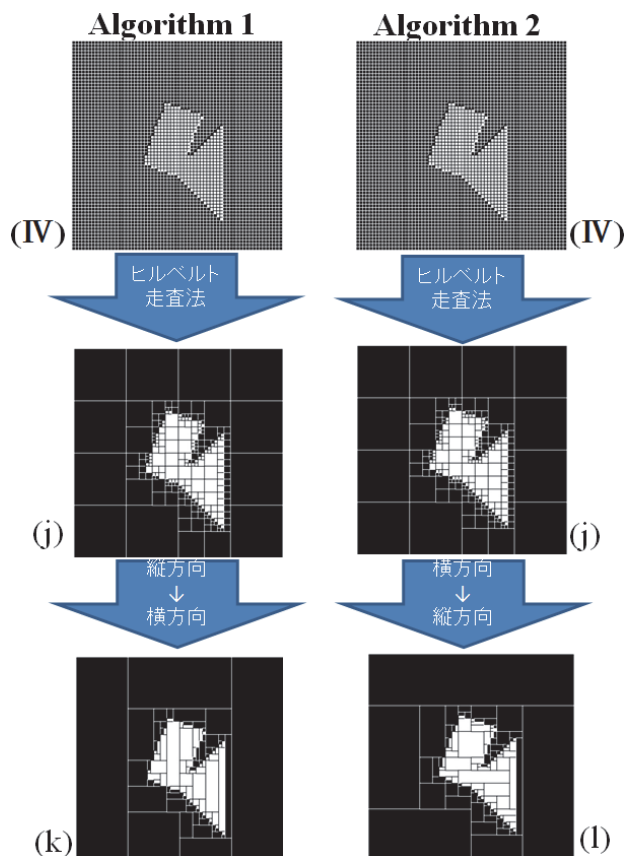 Algorithm 1
Algorithm 2
(IV)
(IV)
ヒルベルト
走査法
ヒルベルト
走査法
(j)
(j)
縦方向
↓
横方向
横方向
↓
縦方向
(k)
(l)